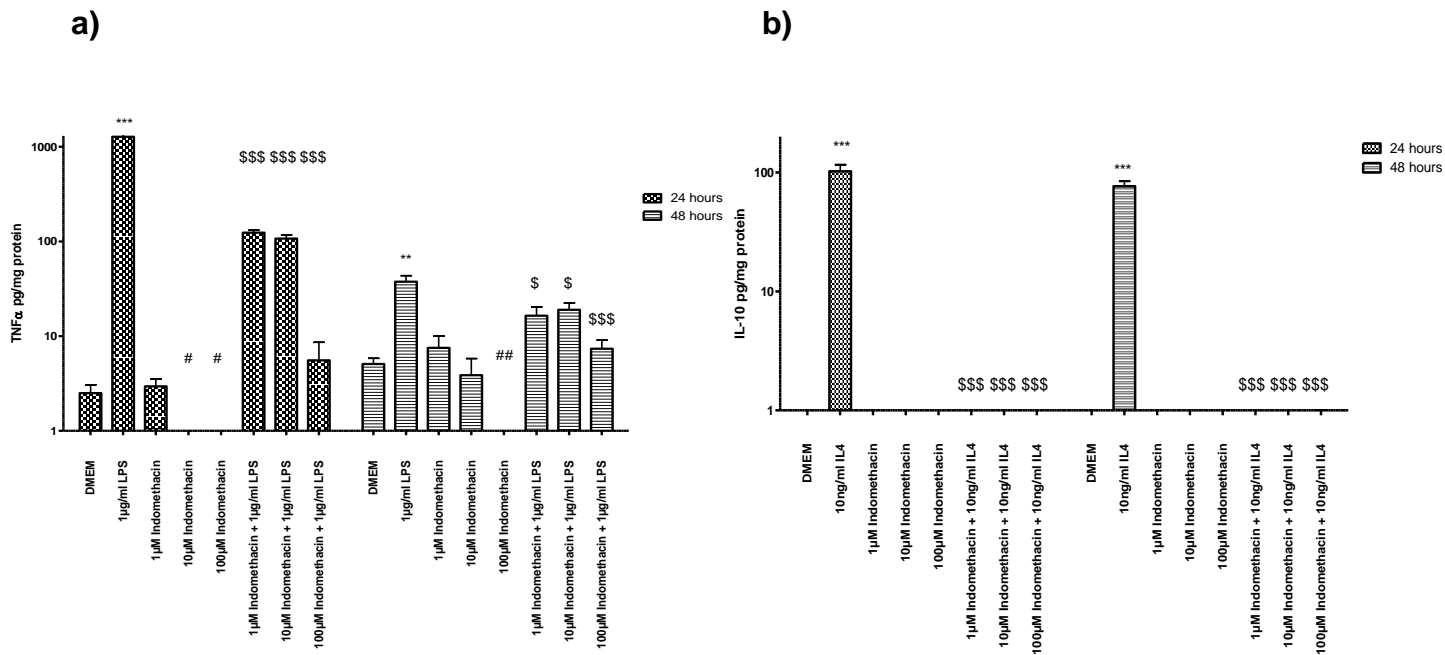 a)
***
1000
$$$ $$$ $$$
24 hours
48 hours
TNFα pg/mg protein
100
**
$ $
$$$
10
# #
##
1
DMEM
1µg/ml LPS
1µM Indomethacin
10µM Indomethacin
100µM Indomethacin
1µM Indomethacin + 1µg/ml LPS
10µM Indomethacin + 1µg/ml LPS
100µM Indomethacin + 1µg/ml LPS
DMEM
1µg/ml LPS
1µM Indomethacin
10µM Indomethacin
100µM Indomethacin
1µM Indomethacin + 1µg/ml LPS
10µM Indomethacin + 1µg/ml LPS
100µM Indomethacin + 1µg/ml LPS
b)
***
***
24 hours
48 hours
100
IL-10 pg/mg protein
10
$$$ $$$ $$$
$$$ $$$ $$$
1
DMEM
10ng/ml IL4
1µM Indomethacin
10µM Indomethacin
100µM Indomethacin
1µM Indomethacin + 10ng/ml IL4
10µM Indomethacin + 10ng/ml IL4
100µM Indomethacin + 10ng/ml IL4
DMEM
10ng/ml IL4
1µM Indomethacin
10µM Indomethacin
100µM Indomethacin
1µM Indomethacin + 10ng/ml IL4
10µM Indomethacin + 10ng/ml IL4
100µM Indomethacin + 10ng/ml IL4